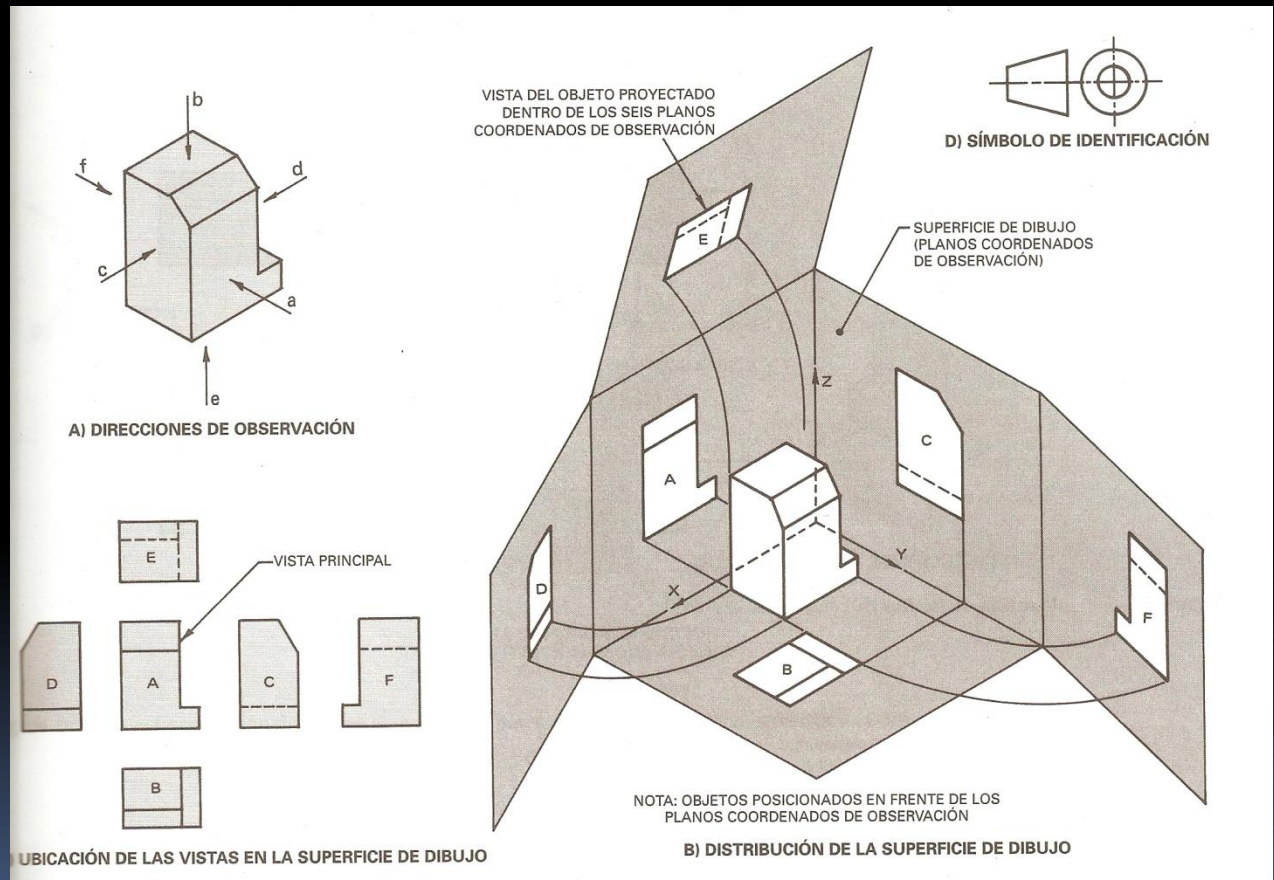 b
f
d
c
a
e
A) DIRECCIONES DE OBSERVACIÓN
E
VISTA PRINCIPAL
D
A
C
F
B
UBICACIÓN DE LAS VISTAS EN LA SUPERFICIE DE DIBUJO
VISTA DEL OBJETO PROYECTADO
DENTRO DE LOS SEIS PLANOS
COORDENADOS DE OBSERVACIÓN
D) SÍMBOLO DE IDENTIFICACIÓN
SUPERFICIE DE DIBUJO
(PLANOS COORDENADOS
DE OBSERVACIÓN)
E
Z
C
A
Y
X
D
F
B
NOTA: OBJETOS POSICIONADOS EN FRENTE DE LOS
PLANOS COORDENADOS DE OBSERVACIÓN
B) DISTRIBUCIÓN DE LA SUPERFICIE DE DIBUJO